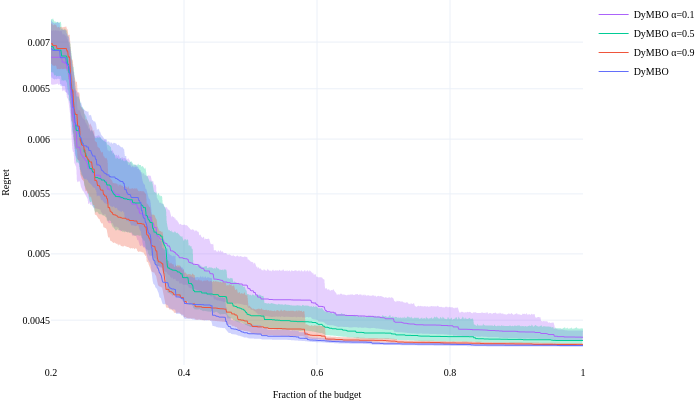 DyMBO α=0.1
DyMBO α=0.5
DyMBO α=0.9
DyMBO
0.007
0.0065
0.006
0.0055
0.005
0.0045
Regret
0.2
0.4
0.6
0.8
1
Fraction of the budget